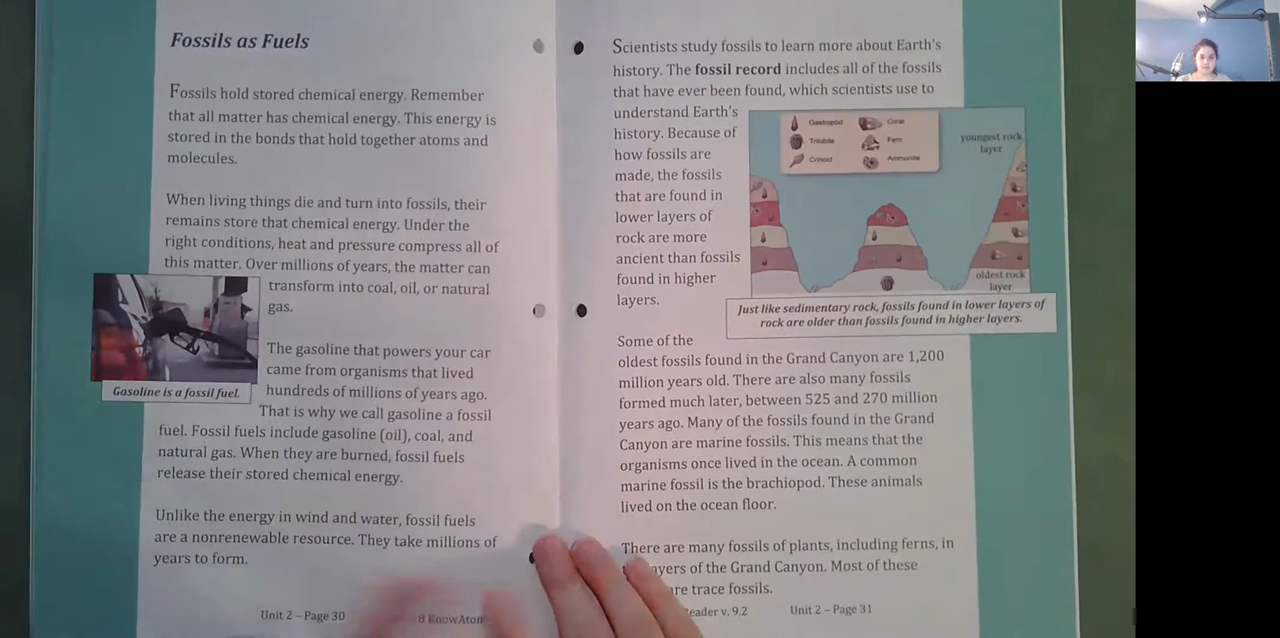 Fossils as Fuels
Fossils hold stored chemical energy. Remember
that all matter has chemical energy. This energy is
stored in the bonds that hold together atoms and
molecules.
When living things die and turn into fossils, their
remains store that chemical energy. Under the
right conditions, heat and pressure compress all of
this matter. Over millions of years, the matter can
transform into coal, oil, or natural
gas.
The gasoline that powers your car
came from organisms that lived
hundreds of millions of years ago.
Gasoline is a fossil fuel.
That is why we call gasoline a fossil
fuel. Fossil fuels include gasoline (oil), coal, and
natural gas. When they are burned, fossil fuels
release their stored chemical energy.
Unlike the energy in wind and water, fossil fuels
are a nonrenewable resource. They take millions of
years to form.
Unit 2 – Page 30
8 KnowAtom
Scientists study fossils to learn more about Earth's
history. The fossil record includes all of the fossils
that have ever been found, which scientists use to
understand Earth's
history. Because of
how fossils are
made, the fossils
that are found in
lower layers of
rock are more
ancient than fossils
found in higher
layers.
Gastropod
Coral
Trilobite
Fern
Crinoid
Ammonite
youngest rock
layer
oldest rock
layer
Just like sedimentary rock, fossils found in lower layers of
rock are older than fossils found in higher layers.
Some of the
oldest fossils found in the Grand Canyon are 1,200
million years old. There are also many fossils
formed much later, between 525 and 270 million
years ago. Many of the fossils found in the Grand
Canyon are marine fossils. This means that the
organisms once lived in the ocean. A common
marine fossil is the brachiopod. These animals
lived on the ocean floor.
There are many fossils of plants, including ferns, in
ayers of the Grand Canyon. Most of these
re trace fossils.
eader v. 9.2
Unit 2 – Page 31